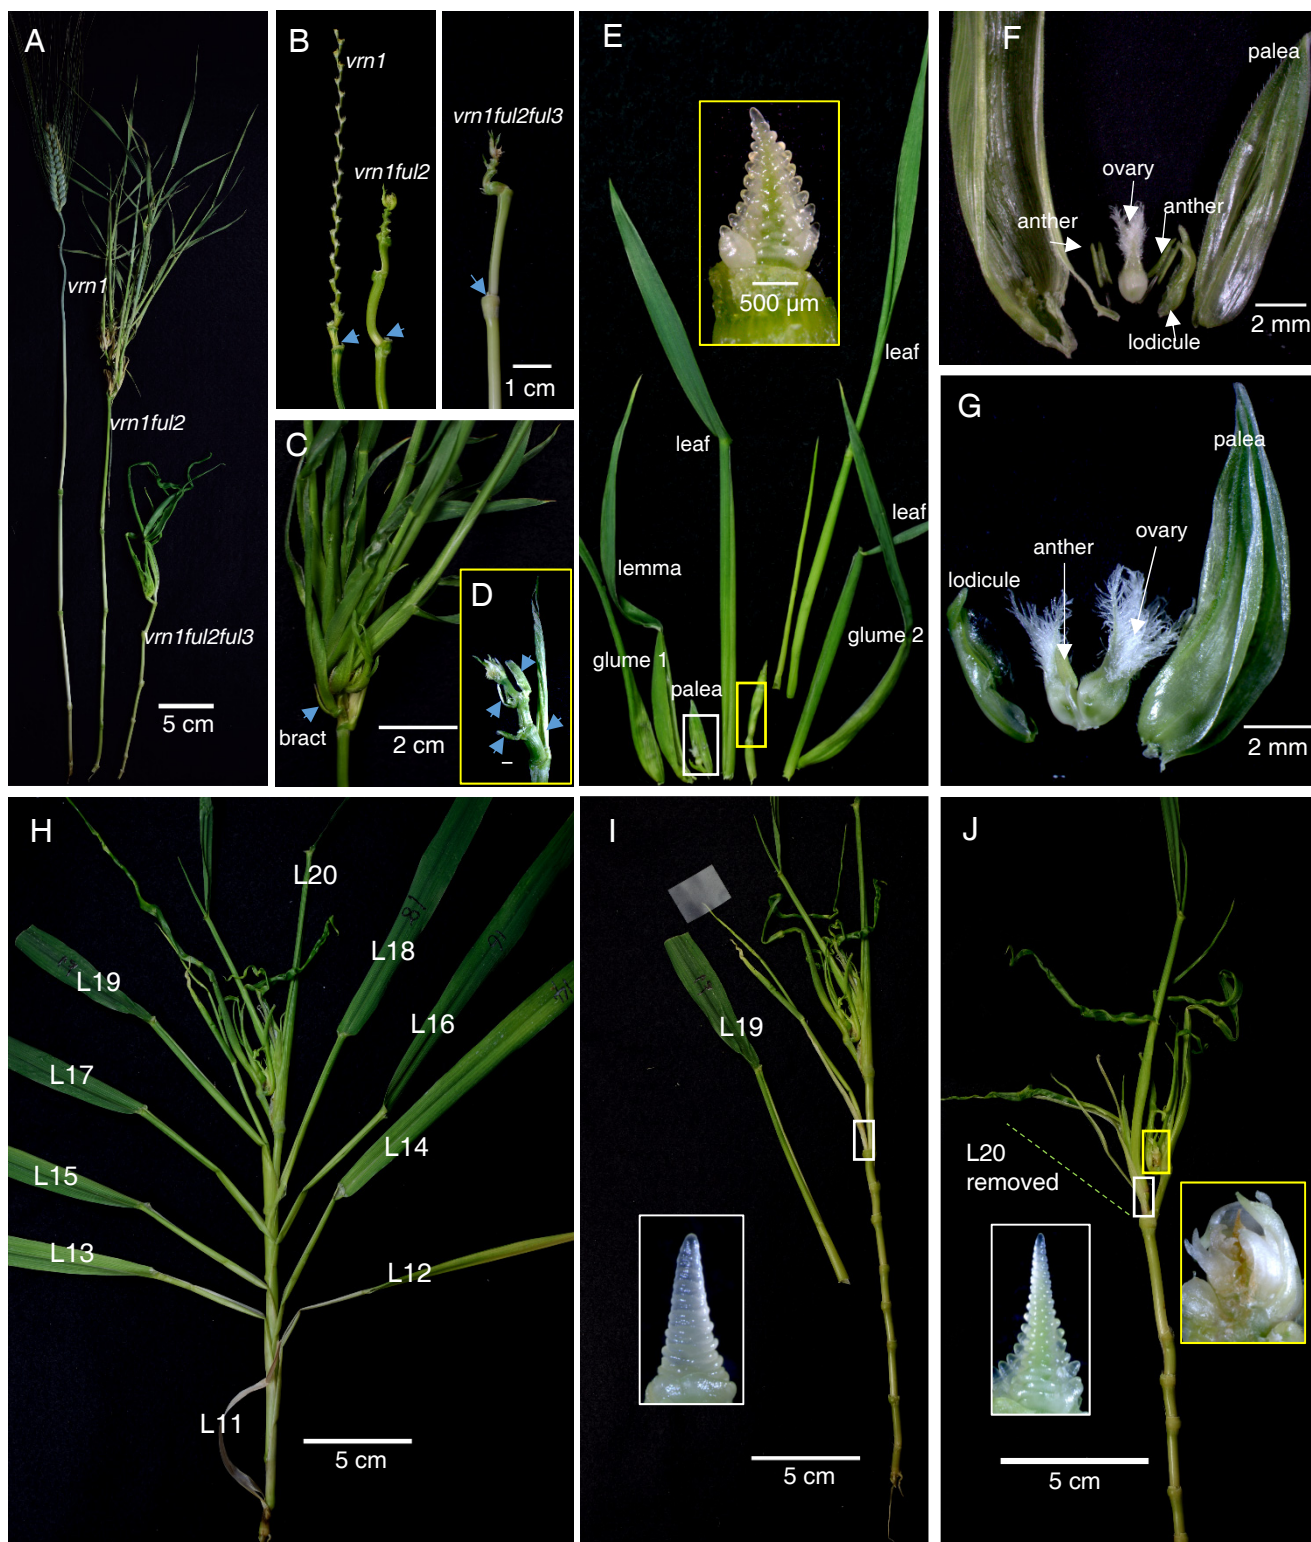 A
vrn1
vrn1ful2
vrn1ful2ful3
5 cm
B
vrn1
vrn1ful2
vrn1ful2ful3
1 cm
C
bract
2 cm
D
E
500 µm
leaf
leaf
leaf
lemma
glume 1
palea
glume 2
F
palea
ovary
anther
anther
lodicule
2 mm
G
palea
ovary
anther
lodicule
2 mm
H
L20
L19
L18
L17
L16
L15
L14
L13
L12
L11
5 cm
I
L19
5 cm
J
L20
removed
5 cm